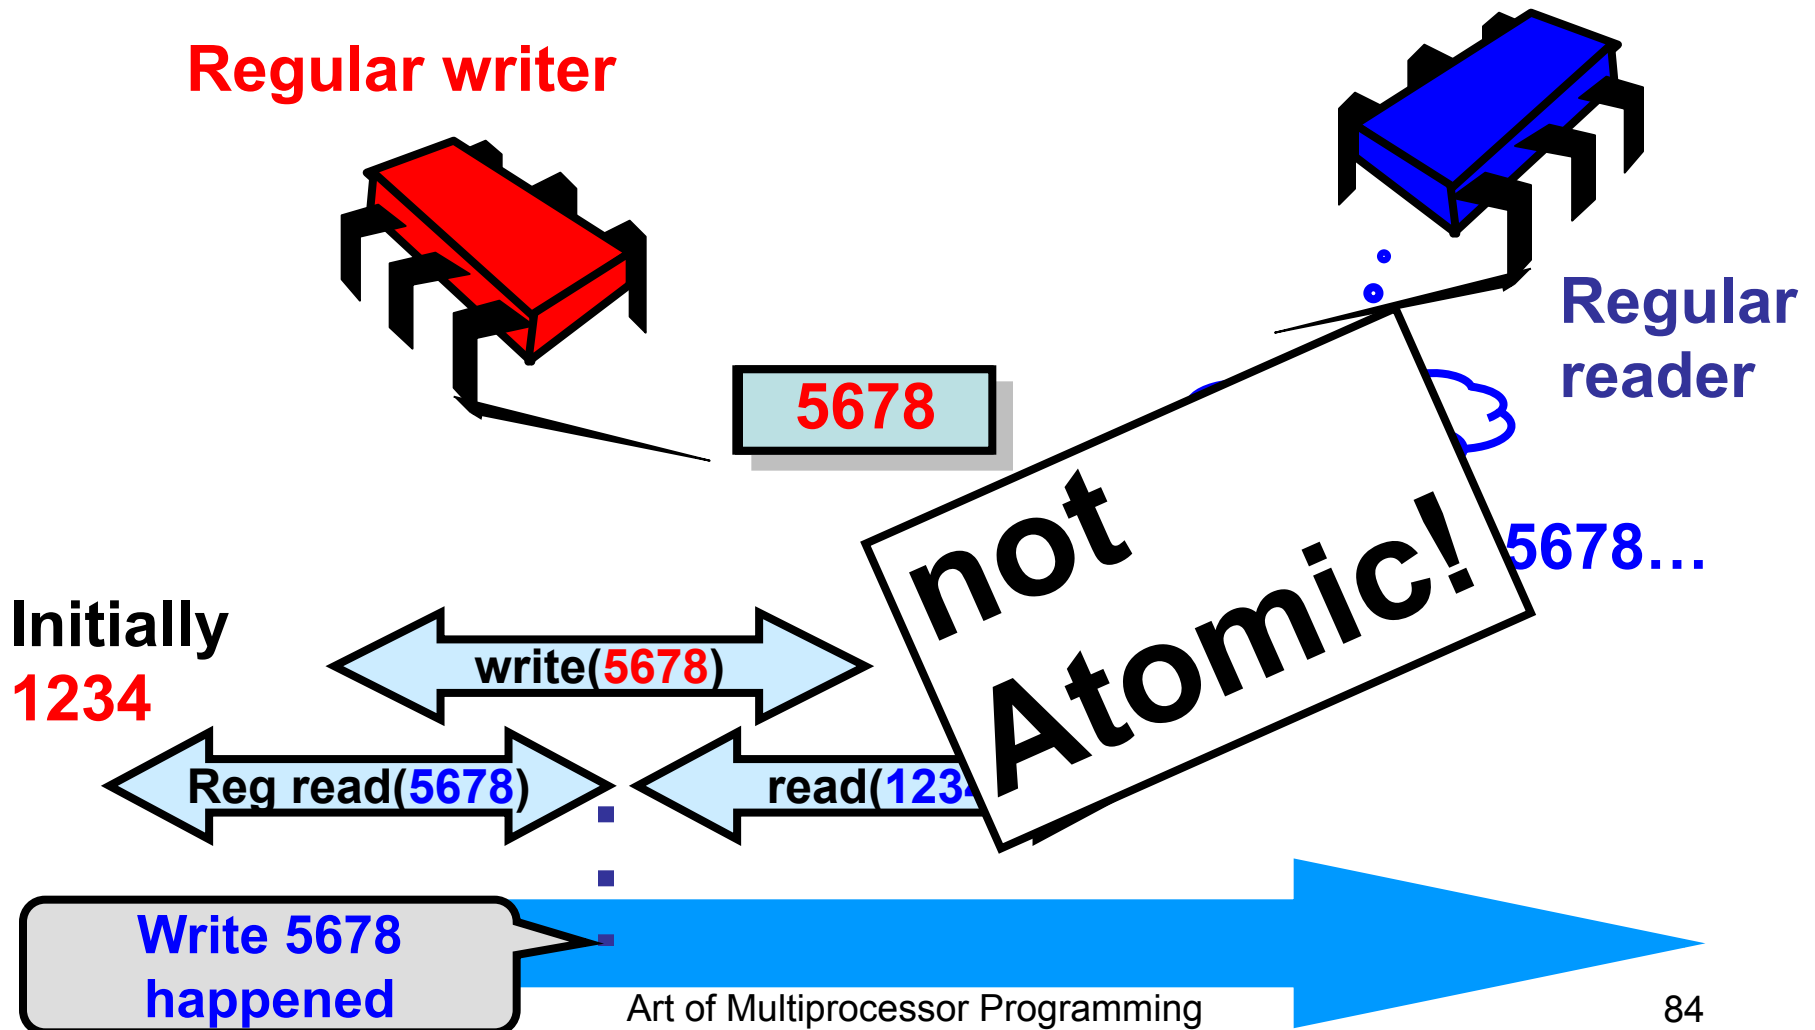 Regular writer
Regular
reader
5678
not
Atomic!
5678…
Initially
1234
write(5678)
Reg read(5678)
read(123
Write 5678
happened
Art of Multiprocessor Programming
84